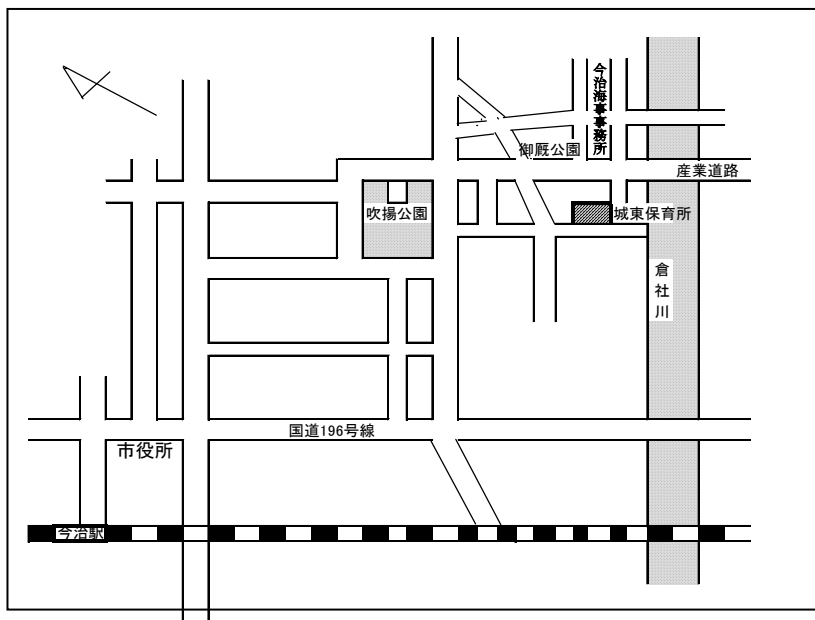 今治海事事務所
御厩公園
産業道路
吹揚公園
城東保育所
倉社川
国道196号線
市役所
今治駅